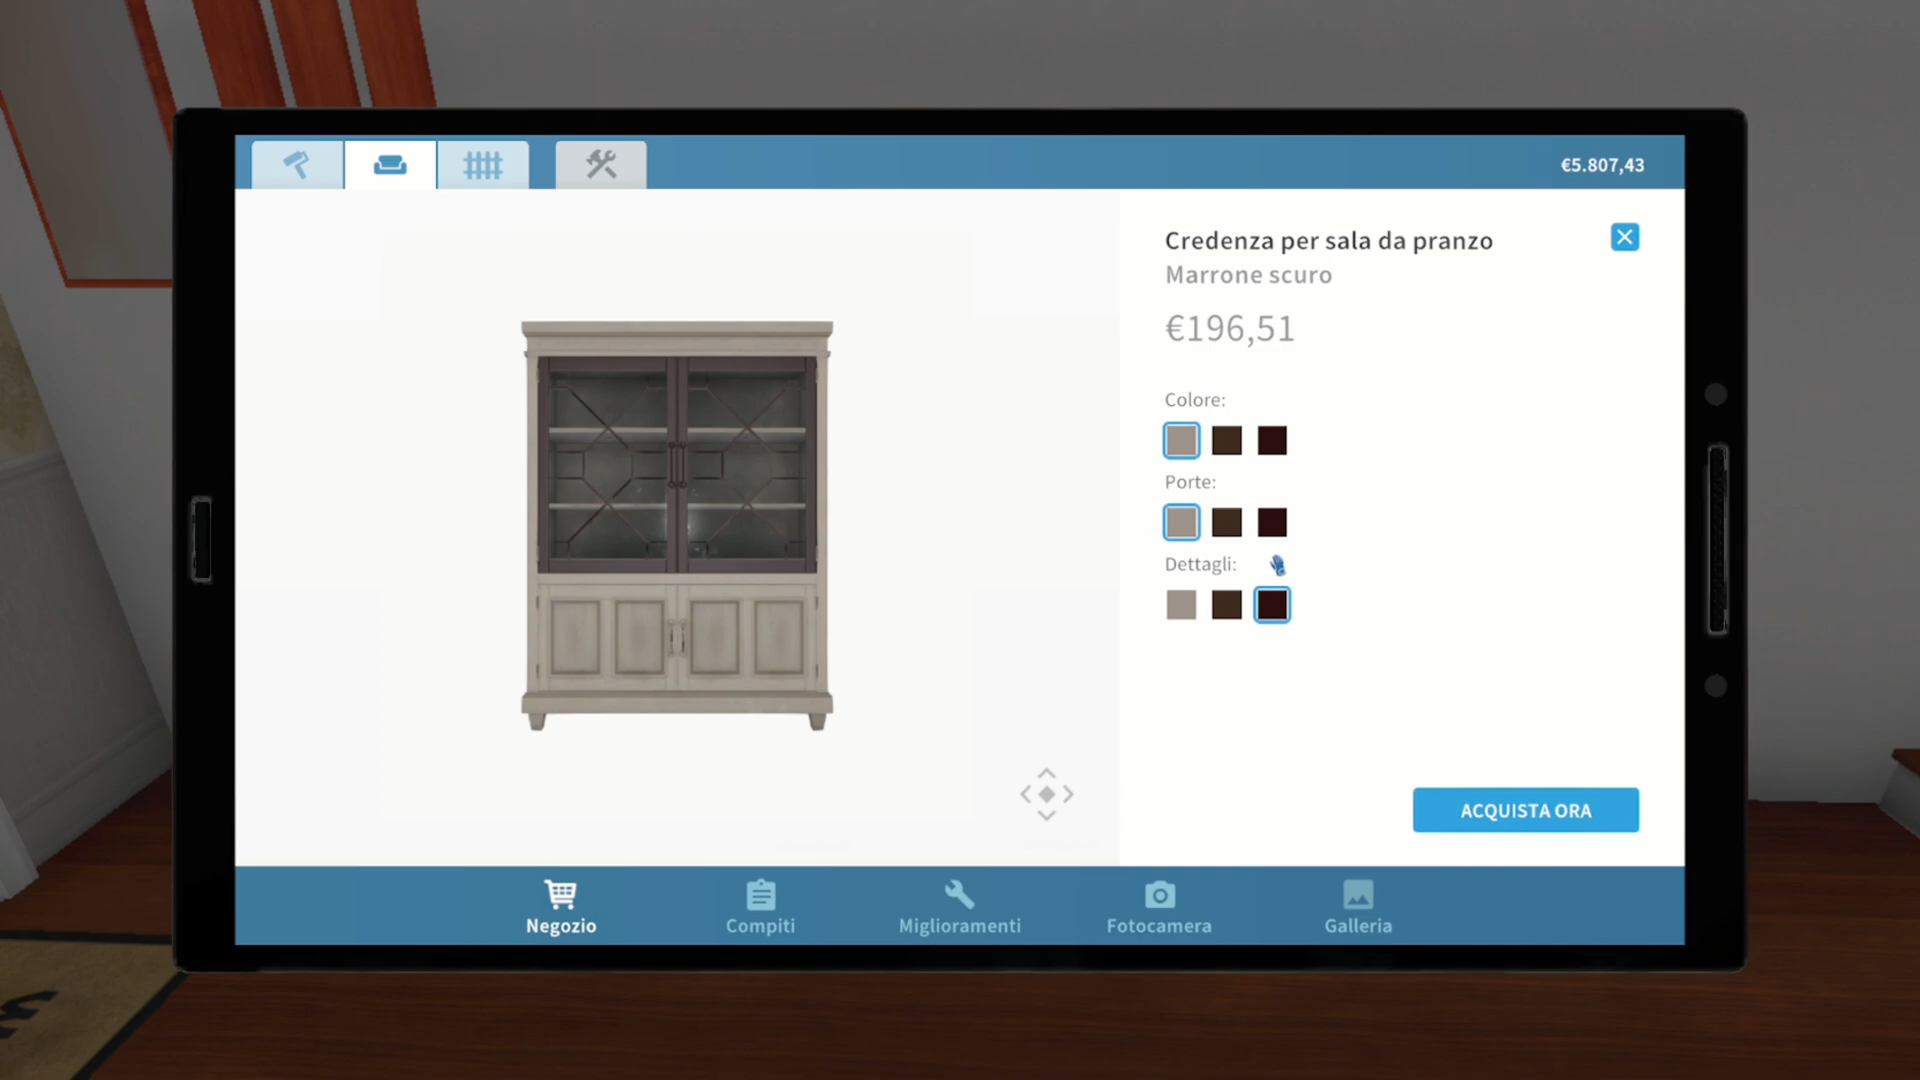 €5.807,43
Credenza per sala da pranzo
Marrone scuro
€196,51
Colore:
Porte:
Dettagli:
ACQUISTA ORA
Negozio
Compiti
Miglioramenti
Fotocamera
Galleria